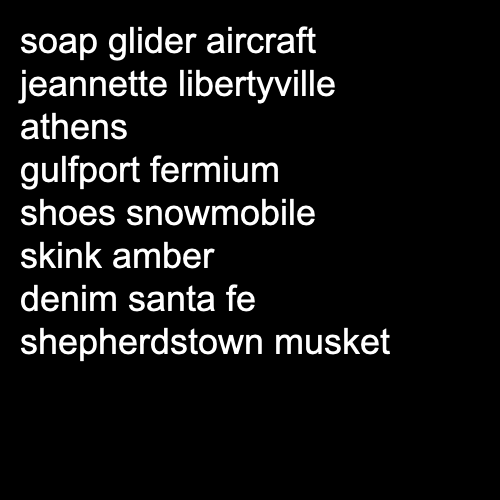 soap glider aircraft
jeannette libertyville
athens
gulfport fermium
shoes snowmobile
skink amber
denim santa fe
shepherdstown musket